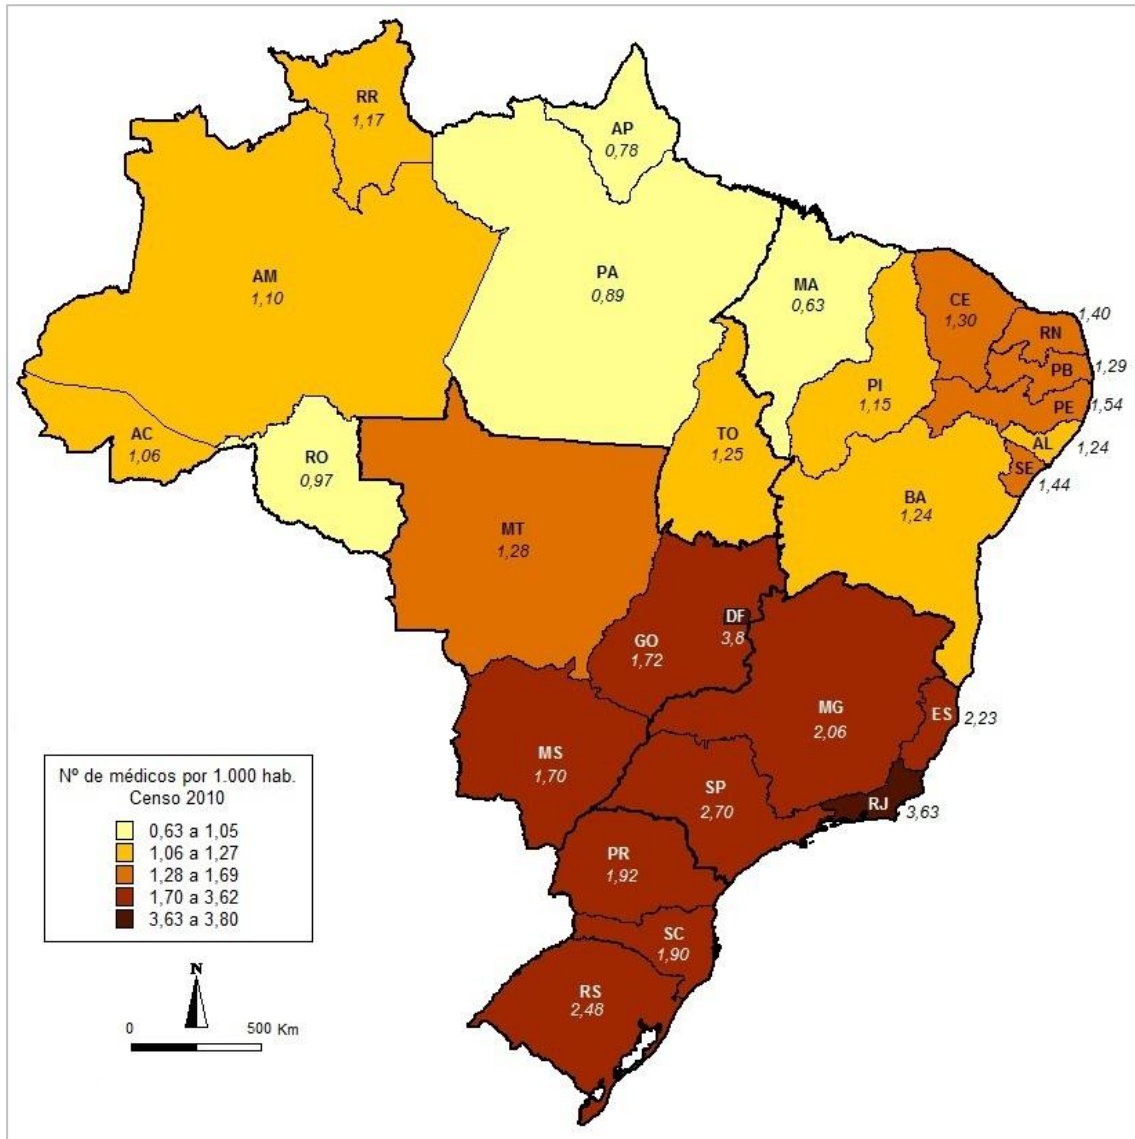 RR
1,17
AP
0,78
AM
1,10
PA
0,89
MA
0,63
CE
1,30
1,40
RN
1,29
PB
PI
1,15
PE
1,54
AC
1,06
RO
0,97
TO
1,25
AL
1,24
SE
1,44
BA
1,24
MT
1,28
DF
3,8
GO
1,72
MG
2,06
ES
2,23
MS
1,70
SP
2,70
RJ
3,63
PR
1,92
SC
1,90
RS
2,48
Nº de médicos por 1.000 hab.
Censo 2010
0,63 a 1,05
1,06 a 1,27
1,28 a 1,69
1,70 a 3,62
3,63 a 3,80
N
0 500 Km